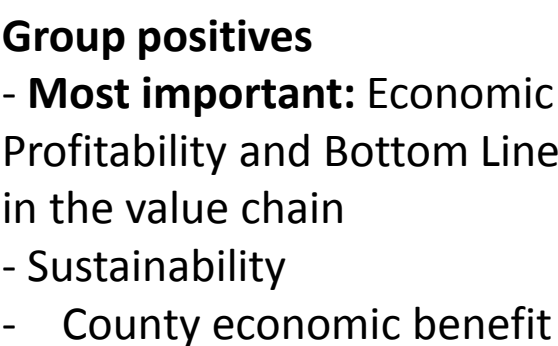 Group positives
- Most important: Economic
Profitability and Bottom Line
in the value chain
- Sustainability
- County economic benefit